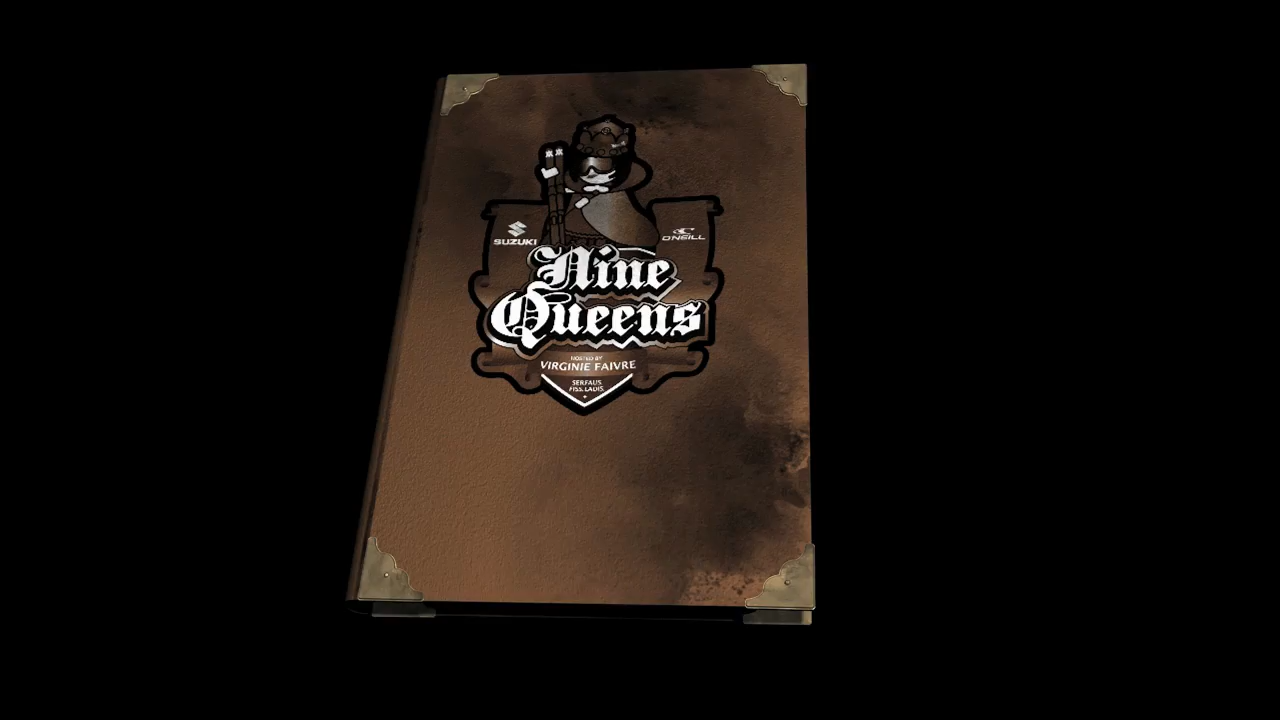 SUZUKI
O'NEILL
Nine
Queens
HOSTED BY
VIRGINIE FAIVRE
SERFAUS.
FISS. LADIS.